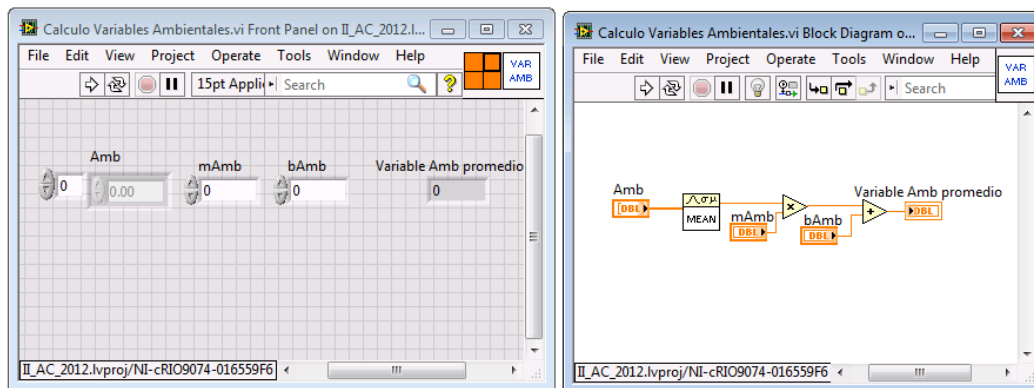 Calculo Variables Ambientales.vi Front Panel on II_AC_2012.l...
File Edit View Project Operate Tools Window Help
15pt Appli
Search
VAR
AMB
Amb
mAmb
bAmb
Variable Amb promedio
0
0.00
0
0
0
II_AC_2012.lvproj/NI-cRIO9074-016559F6
Calculo Variables Ambientales.vi Block Diagram o...
File Edit View Project Operate Tools Window Help
Search
VAR
AMB
Amb
DBL
σμ
MEAN
mAmb
DBL
×
bAmb
DBL
+
Variable Amb promedio
DBL
II_AC_2012.lvproj/NI-cRIO9074-016559F6